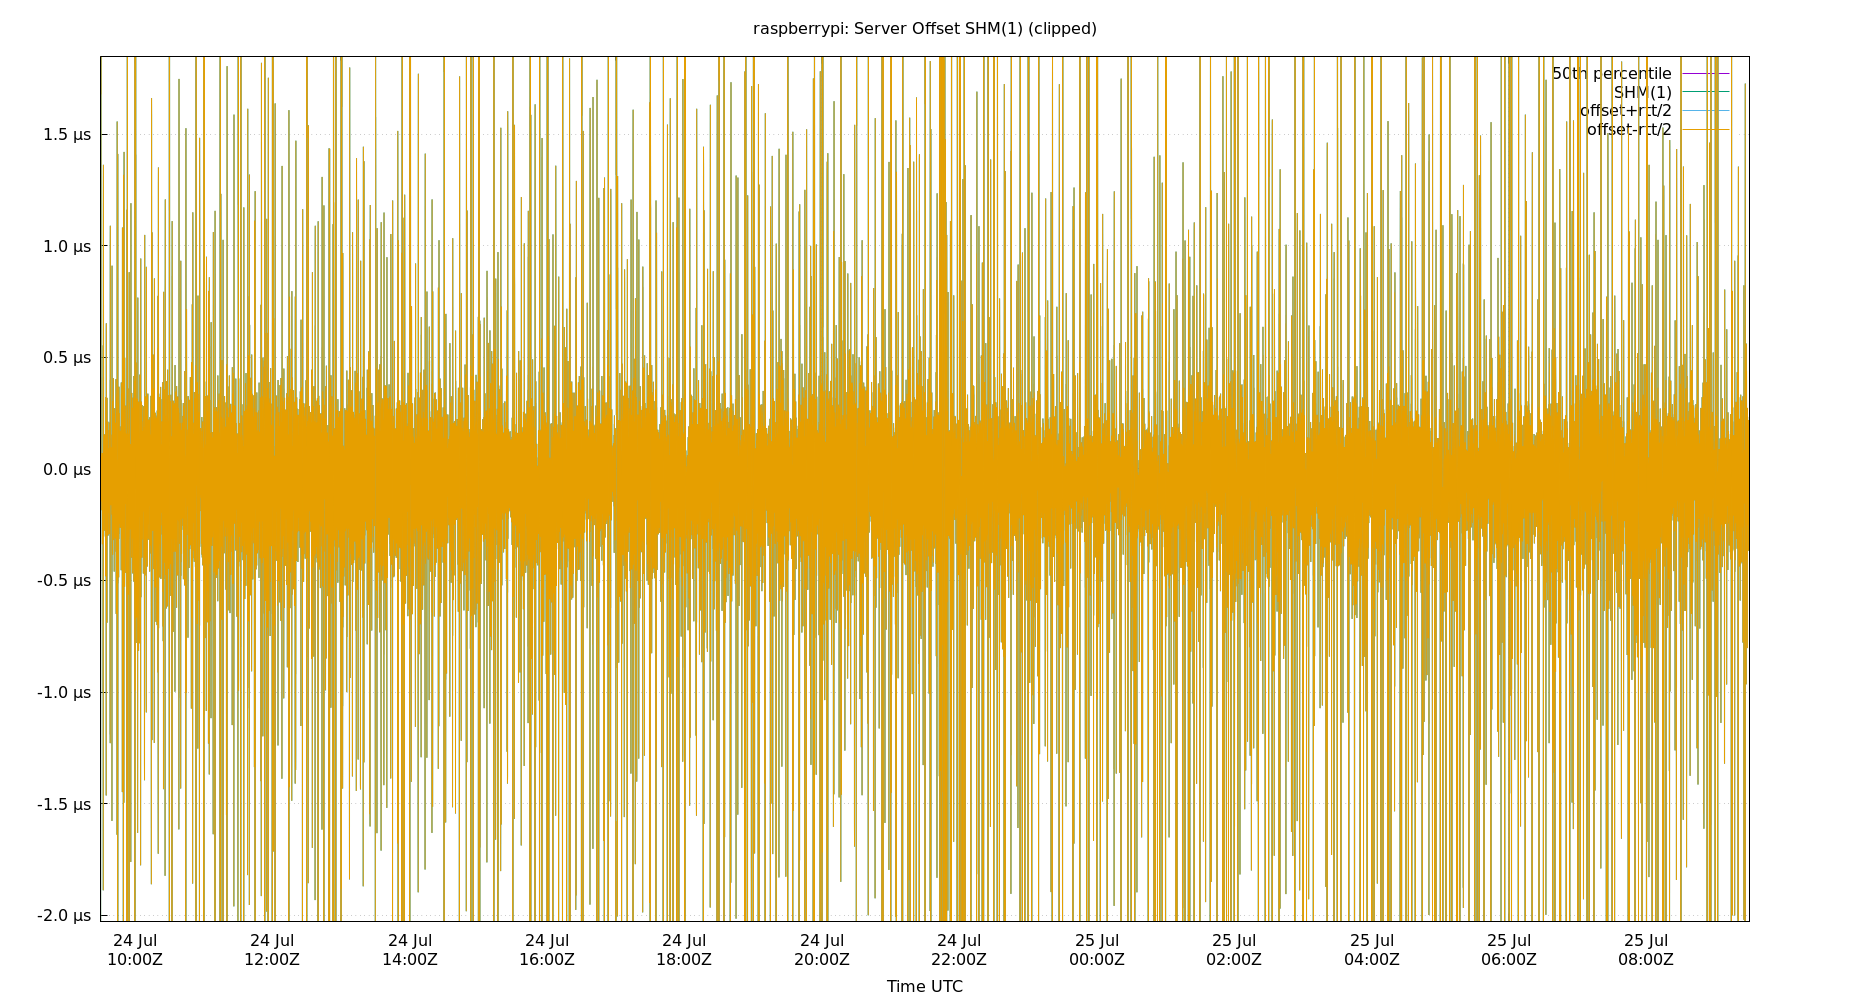 raspberrypi: Server Offset SHM(1) (clipped)
50th percentile
SHM(1)
offset+rtt/2
offset-rtt/2
1.5 µs
1.0 µs
0.5 µs
0.0 µs
-0.5 µs
-1.0 µs
-1.5 µs
-2.0 µs
24 Jul 24 Jul 24 Jul 24 Jul 24 Jul 24 Jul 24 Jul 25 Jul 25 Jul 25 Jul 25 Jul 25 Jul
10:00Z 12:00Z 14:00Z 16:00Z 18:00Z 20:00Z 22:00Z 00:00Z 02:00Z 04:00Z 06:00Z 08:00Z
Time UTC